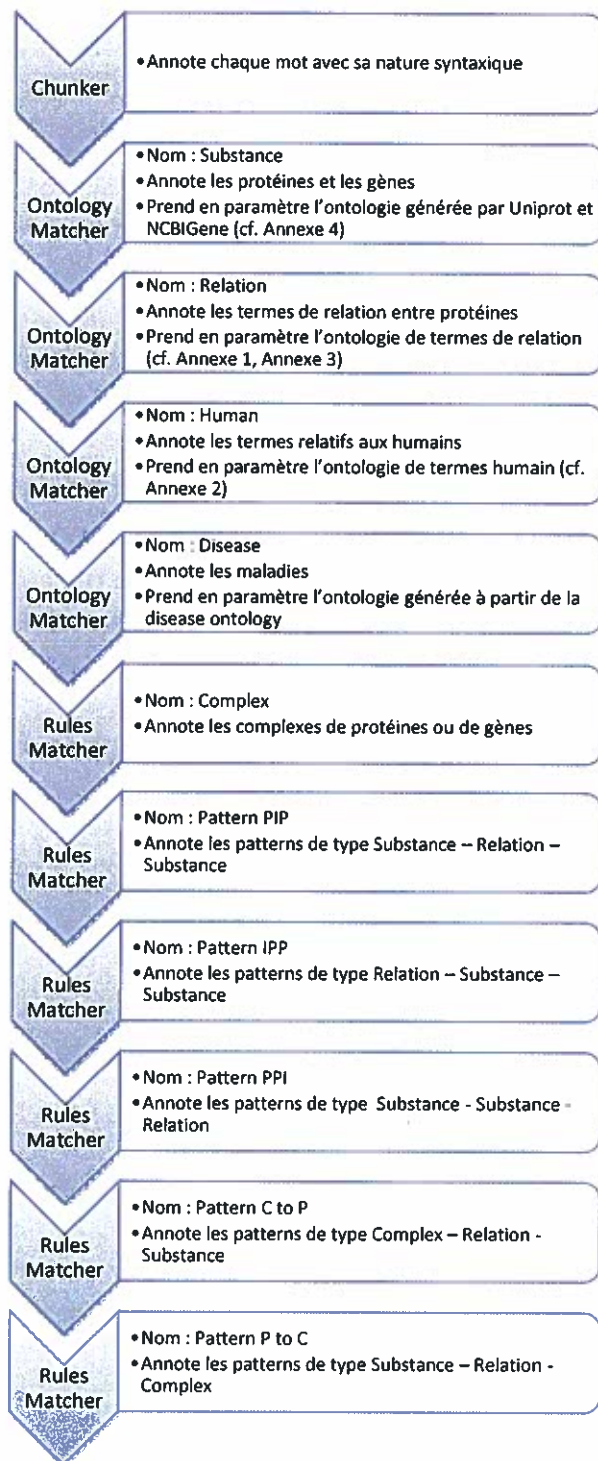 Chunker
•Annote chaque mot avec sa nature syntaxique
Ontology
Matcher
•Nom : Substance
•Annote les protéines et les gènes
•Prend en paramètre l'ontologie générée par Uniprot et
NCBIGene (cf. Annexe 4)
Ontology
Matcher
•Nom : Relation
•Annote les termes de relation entre protéines
•Prend en paramètre l'ontologie de termes de relation
(cf. Annexe 1, Annexe 3)
Ontology
Matcher
•Nom : Human
•Annote les termes relatifs aux humains
•Prend en paramètre l'ontologie de termes humain (cf.
Annexe 2)
Ontology
Matcher
•Nom : Disease
•Annote les maladies
•Prend en paramètre l'ontologie générée à partir de la
disease ontology
Rules
Matcher
•Nom : Complex
•Annote les complexes de protéines ou de gènes
Rules
Matcher
•Nom : Pattern PIP
•Annote les patterns de type Substance – Relation –
Substance
Rules
Matcher
•Nom : Pattern IPP
•Annote les patterns de type Relation – Substance –
Substance
Rules
Matcher
•Nom : Pattern PPI
•Annote les patterns de type Substance - Substance -
Relation
Rules
Matcher
•Nom : Pattern C to P
•Annote les patterns de type Complex – Relation -
Substance
Rules
Matcher
•Nom : Pattern P to C
•Annote les patterns de type Substance – Relation -
Complex